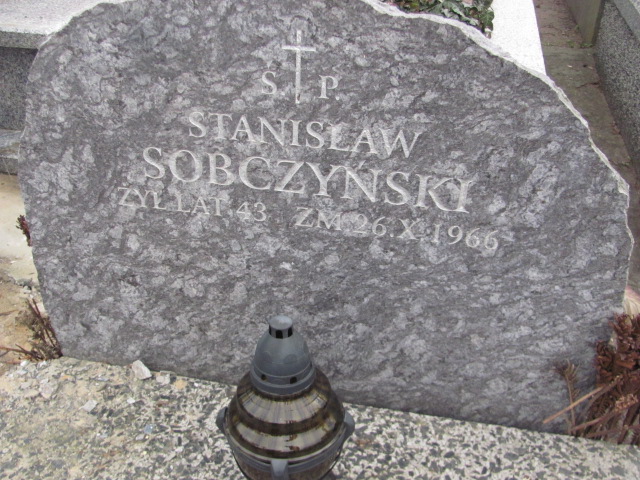 Ś P
STANISŁAW
SOBCZYŃSKI
ŻYŁ LAT 43 ZM. 26.X.1966